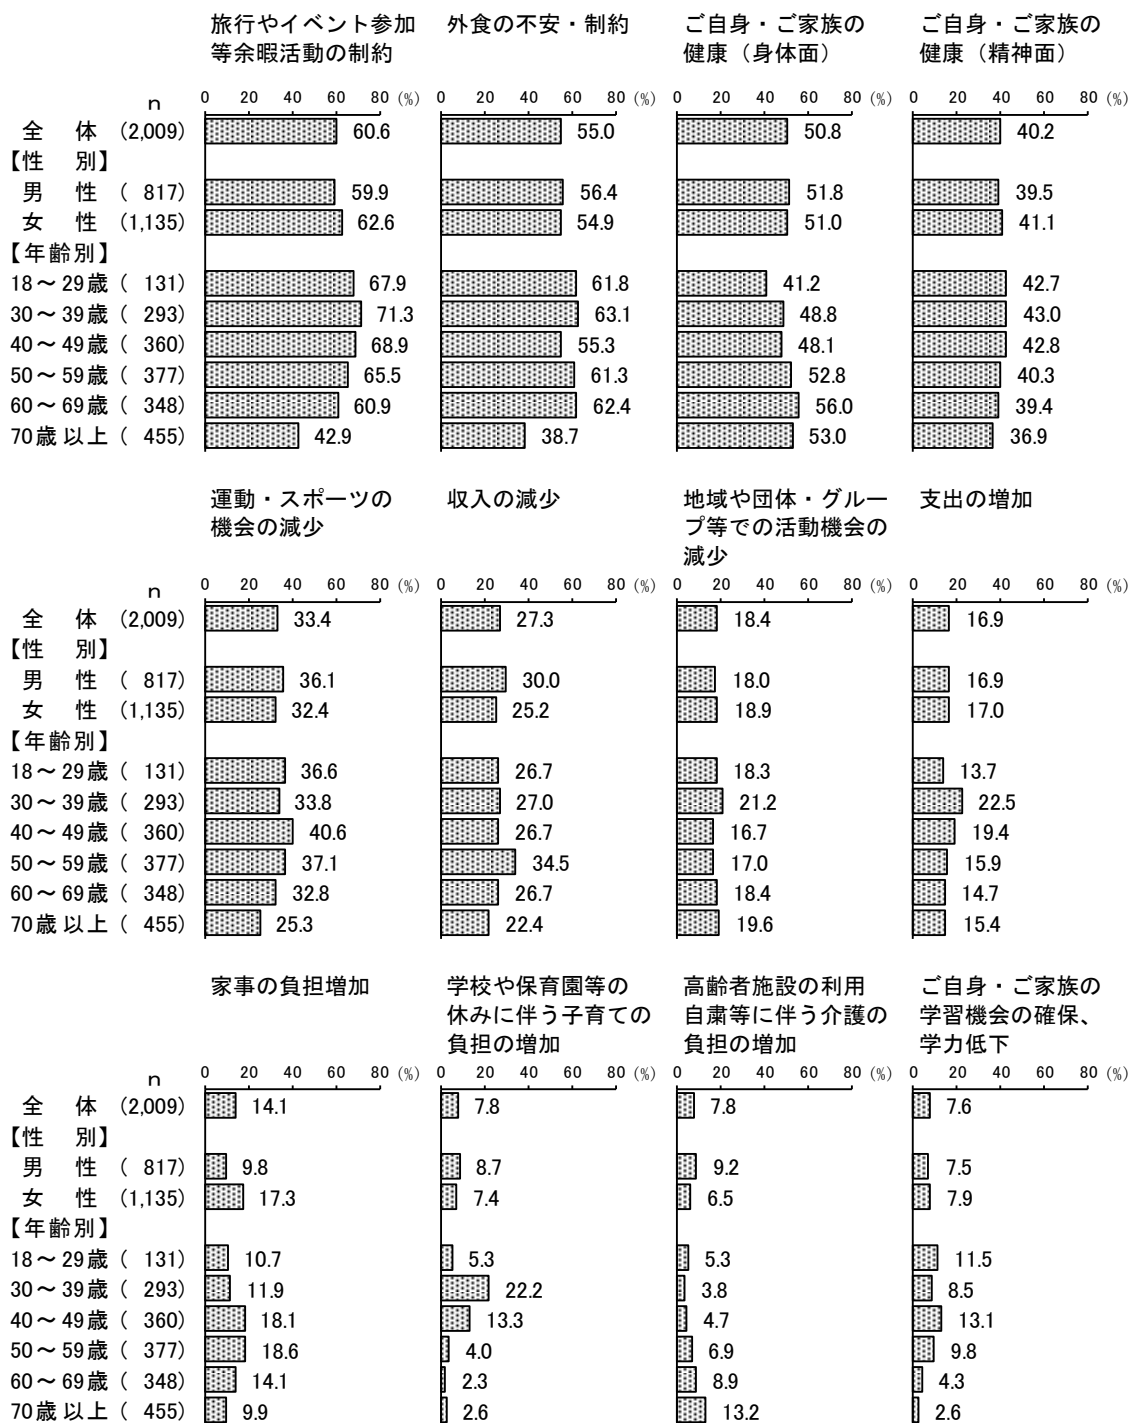 旅行やイベント参加 外食の不安・制約 ご自身・ご家族の ご自身・ご家族の
等余暇活動の制約 健康（身体面） 健康（精神面）
n 0 20 40 60 80 (%) 0 20 40 60 80 (%) 0 20 40 60 80 (%) 0 20 40 60 80 (%)
全 体 (2,009) 60.6 55.0 50.8 40.2
【性 別】
男 性 ( 817) 59.9 56.4 51.8 39.5
女 性 (1,135) 62.6 54.9 51.0 41.1
【年齢別】
18～29歳 ( 131) 67.9 61.8 41.2 42.7
30～39歳 ( 293) 71.3 63.1 48.8 43.0
40～49歳 ( 360) 68.9 55.3 48.1 42.8
50～59歳 ( 377) 65.5 61.3 52.8 40.3
60～69歳 ( 348) 60.9 62.4 56.0 39.4
70歳以上 ( 455) 42.9 38.7 53.0 36.9
運動・スポーツの 収入の減少 地域や団体・グルー 支出の増加
機会の減少 プ等での活動機会の
減少
n 0 20 40 60 80 (%) 0 20 40 60 80 (%) 0 20 40 60 80 (%) 0 20 40 60 80 (%)
全 体 (2,009) 33.4 27.3 18.4 16.9
【性 別】
男 性 ( 817) 36.1 30.0 18.0 16.9
女 性 (1,135) 32.4 25.2 18.9 17.0
【年齢別】
18～29歳 ( 131) 36.6 26.7 18.3 13.7
30～39歳 ( 293) 33.8 27.0 21.2 22.5
40～49歳 ( 360) 40.6 26.7 16.7 19.4
50～59歳 ( 377) 37.1 34.5 17.0 15.9
60～69歳 ( 348) 32.8 26.7 18.4 14.7
70歳以上 ( 455) 25.3 22.4 19.6 15.4
家事の負担増加 学校や保育園等の 高齢者施設の利用 ご自身・ご家族の
休みに伴う子育ての 自粛等に伴う介護の 学習機会の確保、
負担の増加 負担の増加 学力低下
n 0 20 40 60 80 (%) 0 20 40 60 80 (%) 0 20 40 60 80 (%) 0 20 40 60 80 (%)
全 体 (2,009) 14.1 7.8 7.8 7.6
【性 別】
男 性 ( 817) 9.8 8.7 9.2 7.5
女 性 (1,135) 17.3 7.4 6.5 7.9
【年齢別】
18～29歳 ( 131) 10.7 5.3 5.3 11.5
30～39歳 ( 293) 11.9 22.2 3.8 8.5
40～49歳 ( 360) 18.1 13.3 4.7 13.1
50～59歳 ( 377) 18.6 4.0 6.9 9.8
60～69歳 ( 348) 14.1 2.3 8.9 4.3
70歳以上 ( 455) 9.9 2.6 13.2 2.6